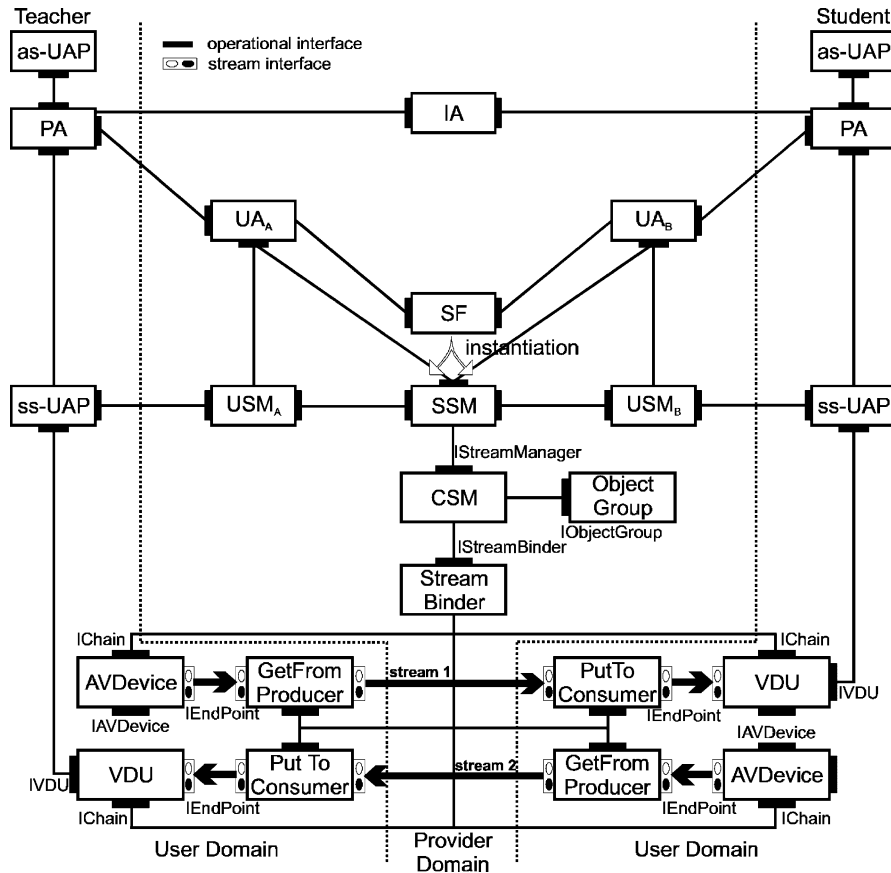 Teacher
Student
as-UAP
operational interface
stream interface
as-UAP
PA
IA
PA
UAA
UAB
SF
instantiation
ss-UAP
USMA
SSM
USMB
ss-UAP
IStreamManager
CSM
Object
Group
IObjectGroup
IStreamBinder
Stream
Binder
IChain
IChain
AVDevice
GetFrom
Producer
stream 1
PutTo
Consumer
VDU
IVDU
IEndPoint
IEndPoint
IAVDevice
IAVDevice
VDU
Put To
Consumer
stream 2
GetFrom
Producer
AVDevice
IVDU
IEndPoint
IEndPoint
IChain
IChain
User Domain
Provider
Domain
User Domain